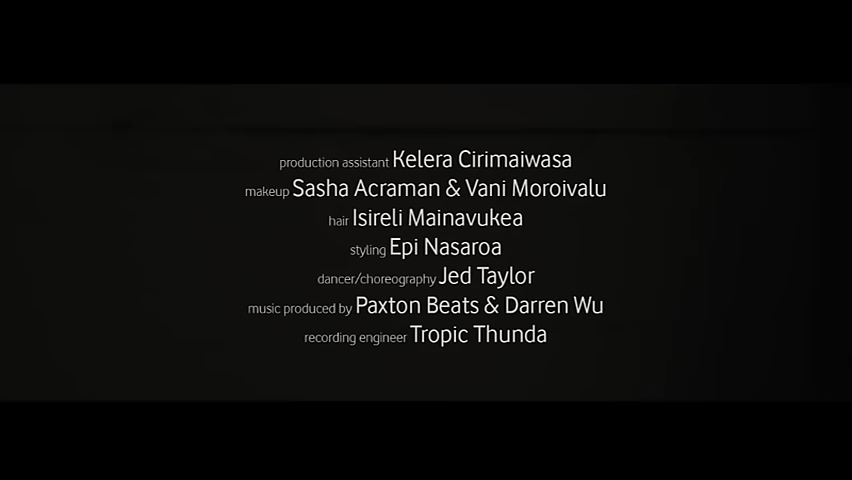 production assistant Kelera Cirimaiwasa
makeup Sasha Acraman & Vani Moroivalu
hair Isireli Mainavukea
styling Epi Nasaroa
dancer/choreography Jed Taylor
music produced by Paxton Beats & Darren Wu
recording engineer Tropic Thunda